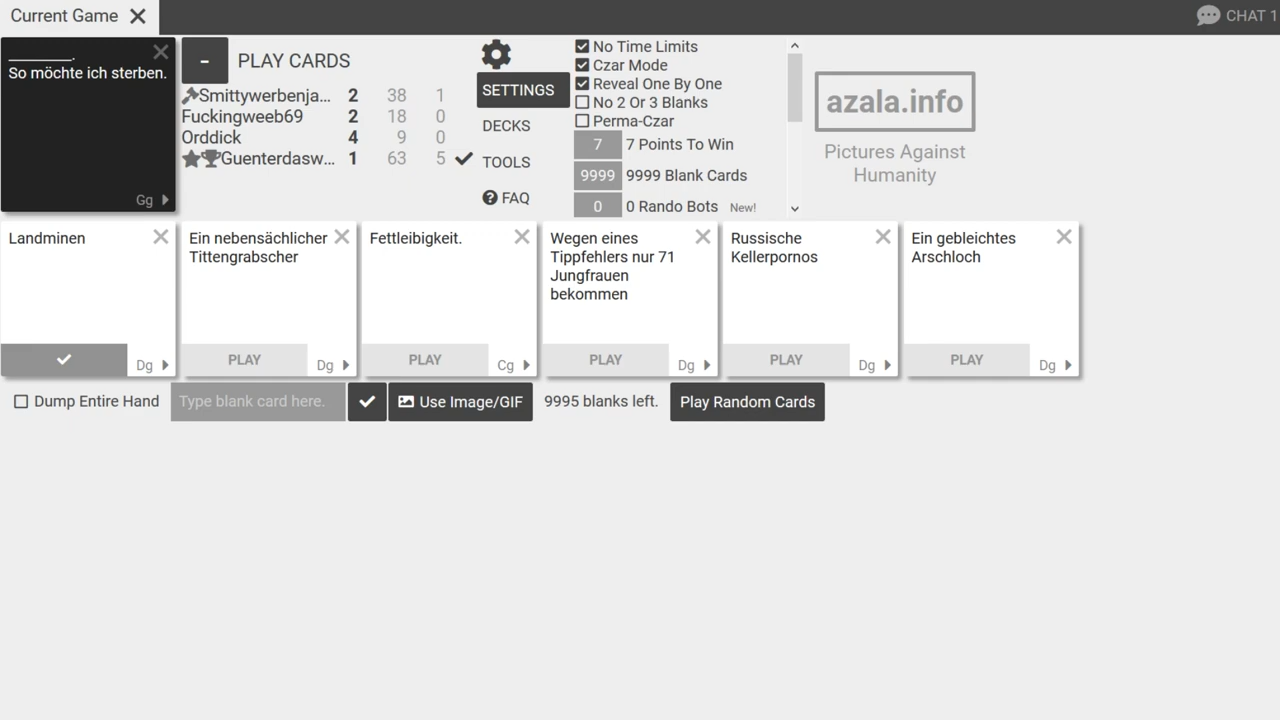 Current Game
CHAT 1
________.
So möchte ich sterben.
Gg
-
PLAY CARDS
Smittywerbenja... 2 38 1
Fuckingweeb69 2 18 0
Orddick 4 9 0
Guenterdasw... 1 63 5
SETTINGS
DECKS
TOOLS
FAQ
No Time Limits
Czar Mode
Reveal One By One
No 2 Or 3 Blanks
Perma-Czar
7 7 Points To Win
9999 9999 Blank Cards
0 0 Rando Bots New!
azala.info
Pictures Against
Humanity
Landminen
Dg
Ein nebensächlicher
Tittengrabscher
PLAY Dg
Fettleibigkeit.
PLAY Cg
Wegen eines
Tippfehlers nur 71
Jungfrauen
bekommen
PLAY Dg
Russische
Kellerpornos
PLAY Dg
Ein gebleichtes
Arschloch
PLAY Dg
Dump Entire Hand
Type blank card here.
Use Image/GIF
9995 blanks left.
Play Random Cards